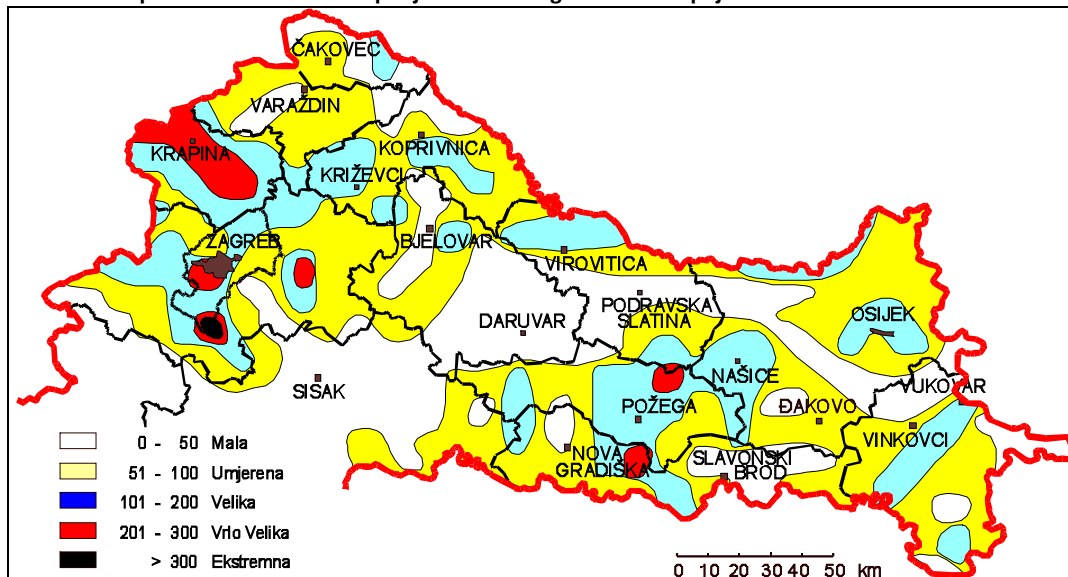 ČAKOVEC
VARAŽDIN
KRAPINA
KOPRIVNICA
KRIŽEVCI
ZAGREB
BJELOVAR
VIROVITICA
PODRAVSKA
SLATINA
DARUVAR
OSIJEK
SISAK
NAŠICE
VUKOVAR
POŽEGA
ĐAKOVO
VINKOVCI
NOVA
GRADIŠKA
SLAVONSKI
BROD
0 - 50 Mala
51 - 100 Umjerena
101 - 200 Velika
201 - 300 Vrlo Velika
> 300 Ekstremna
0 10 20 30 40 50 km